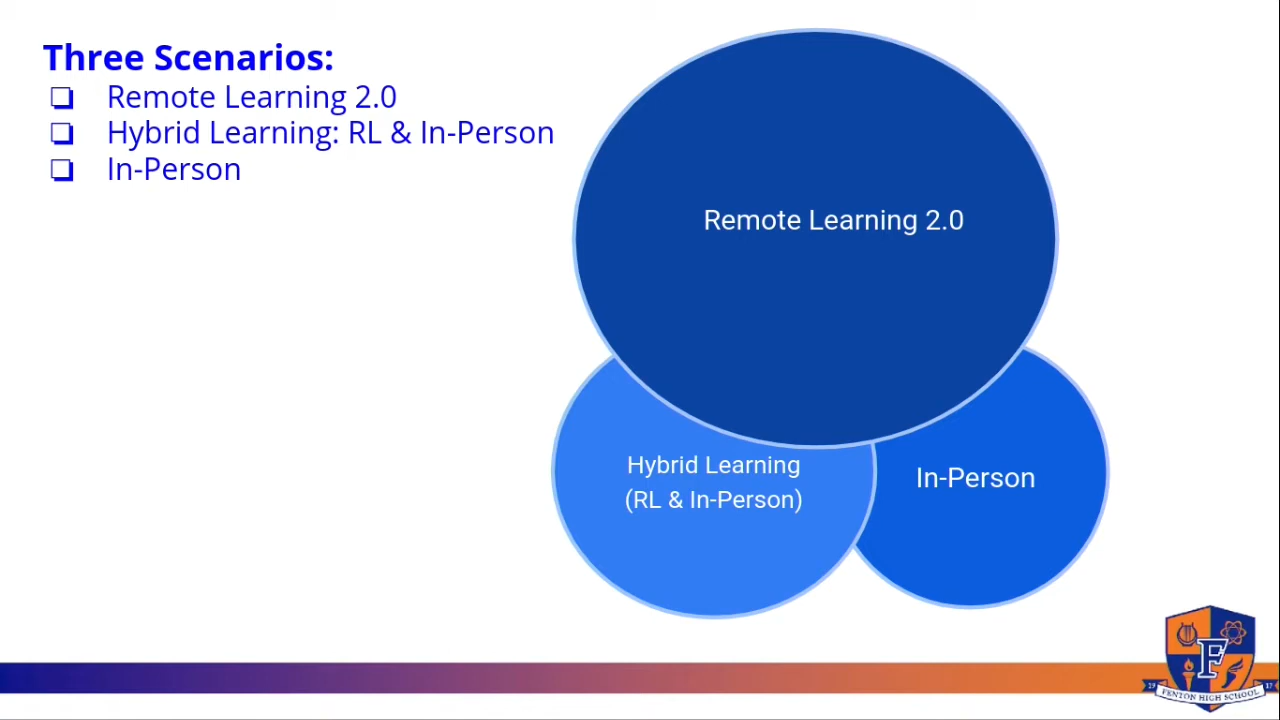 Three Scenarios:
❏ Remote Learning 2.0
❏ Hybrid Learning: RL & In-Person
❏ In-Person
Remote Learning 2.0
Hybrid Learning
(RL & In-Person)
In-Person
F
19 FENTON HIGH SCHOOL